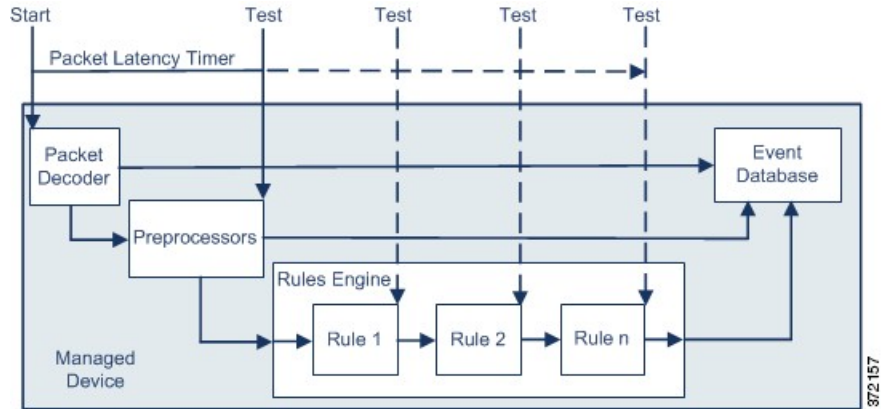 Start
Test
Test
Test
Test
Packet Latency Timer
Packet
Decoder
Event
Database
Preprocessors
Rules Engine
Rule 1
Rule 2
Rule n
Managed
Device
372157